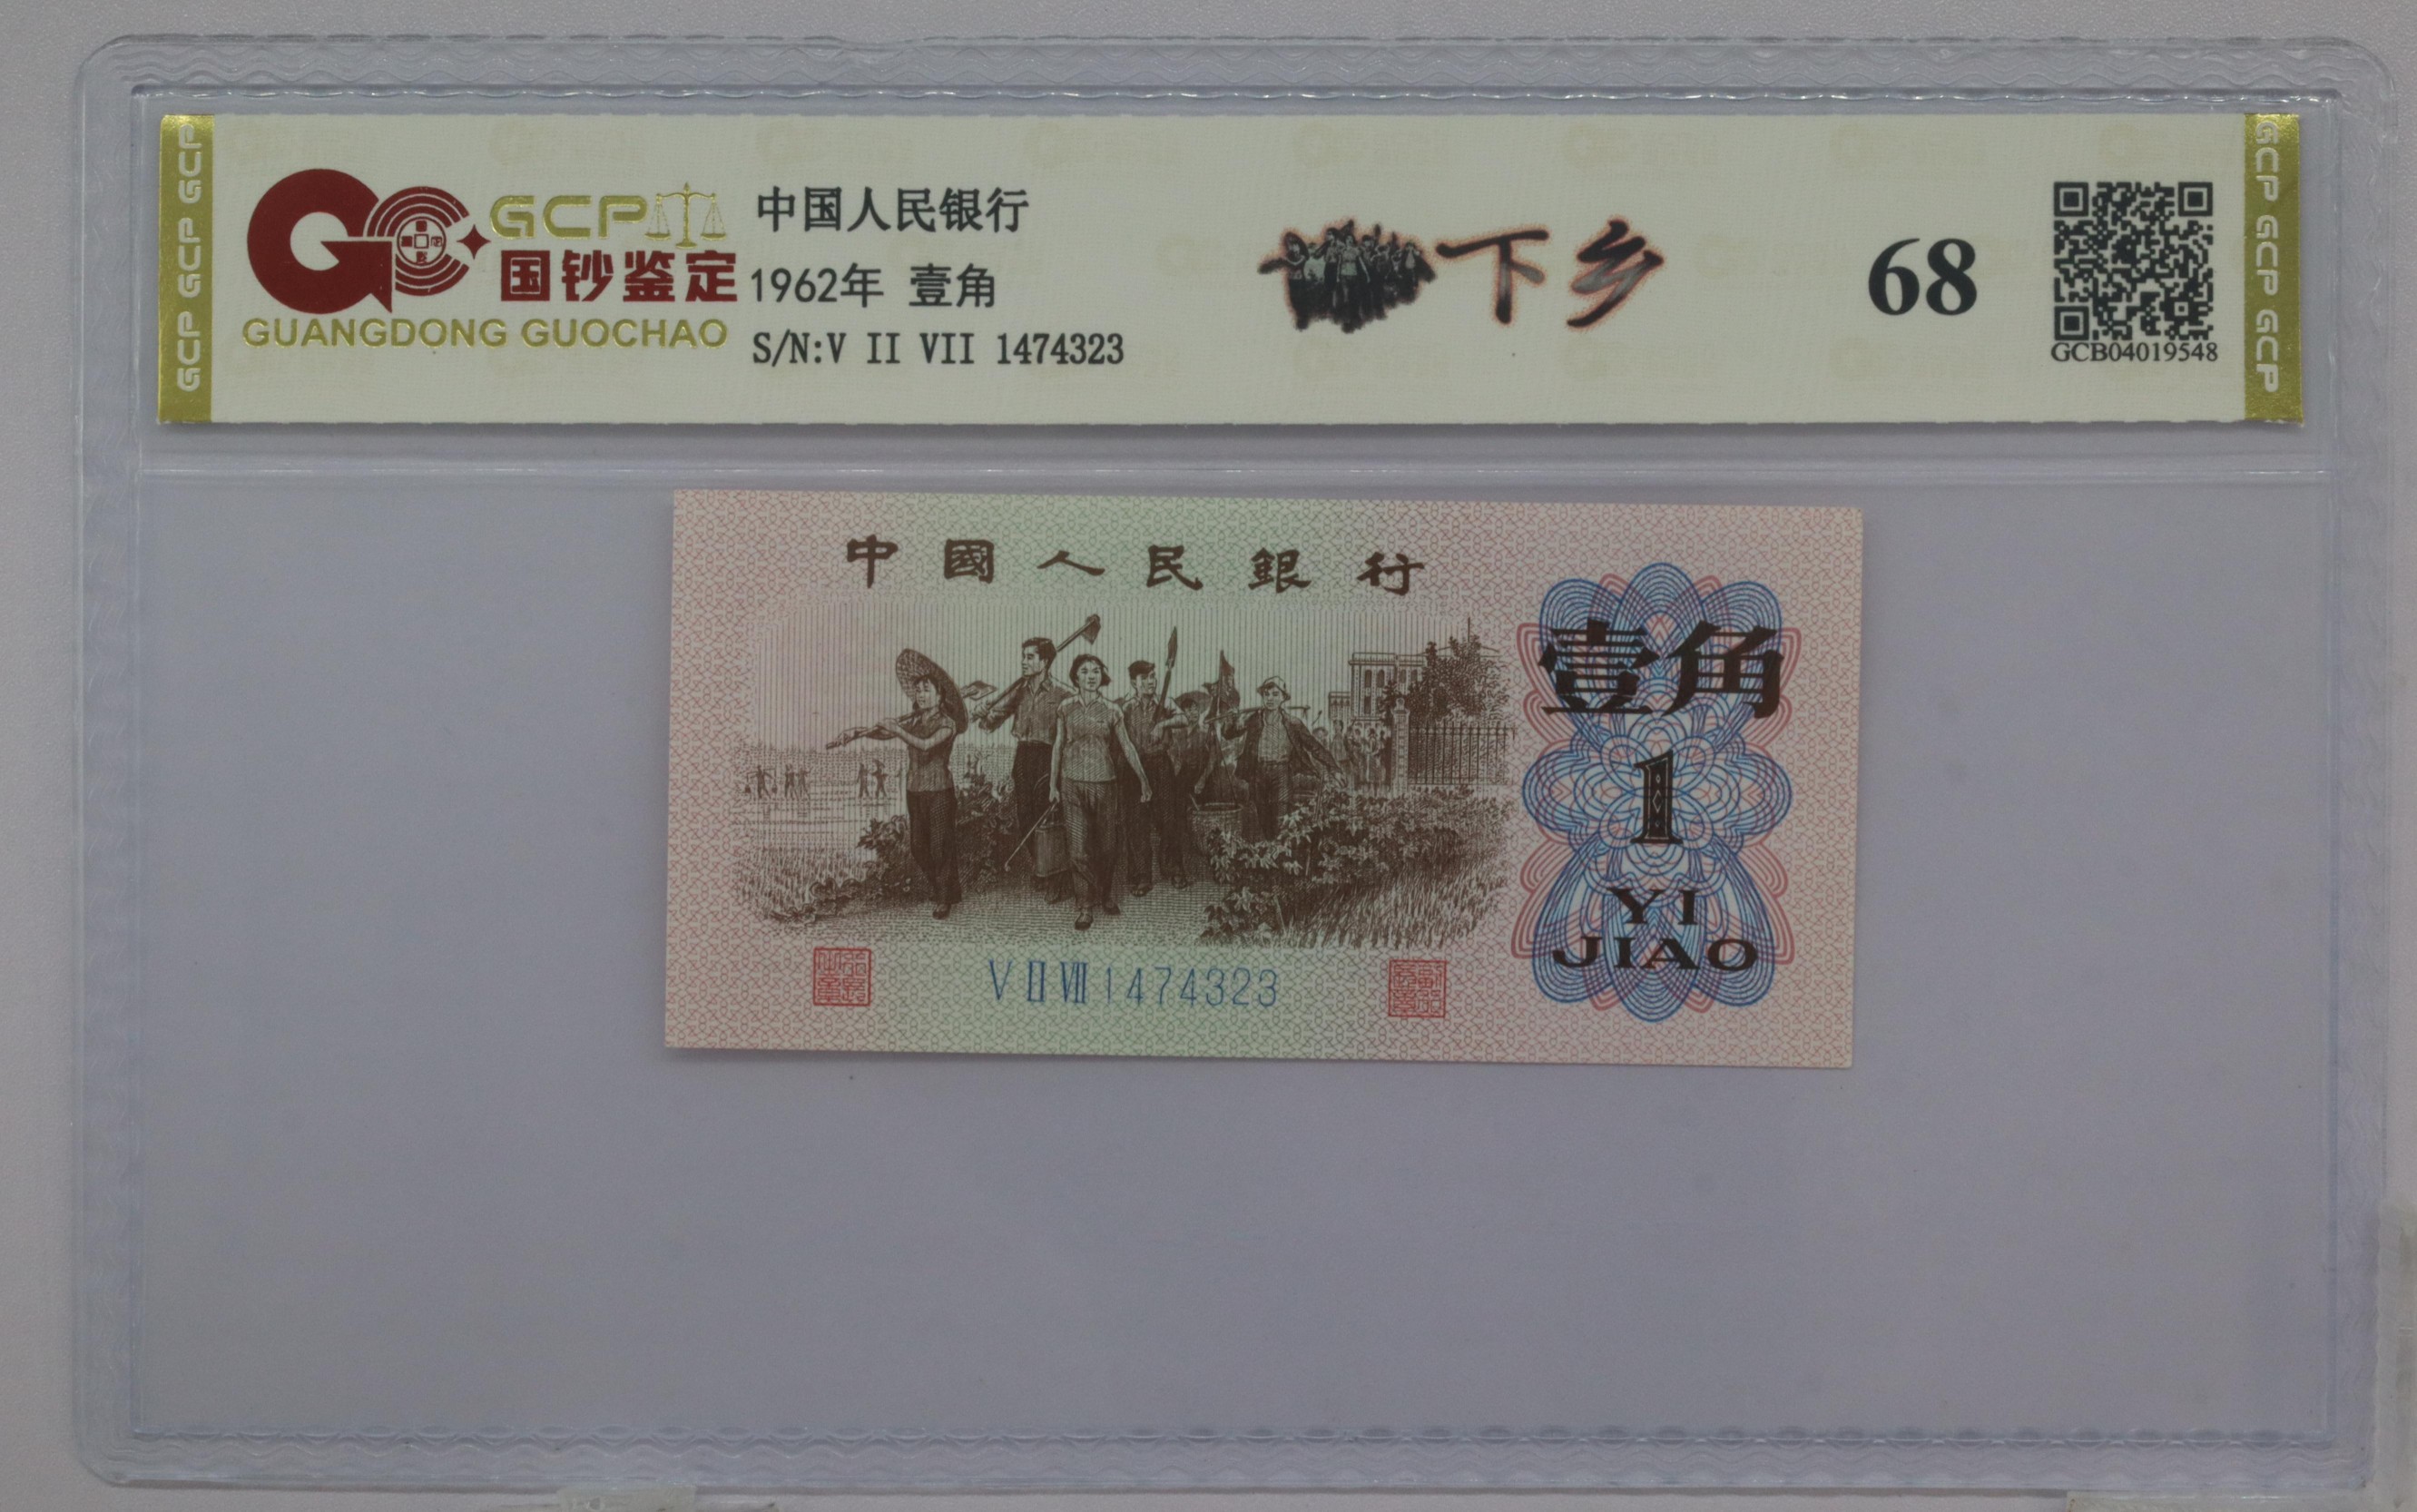 GCP
国钞鉴定
GUANGDONG GUOCHAO
中国人民银行
1962年 壹角
S/N:V II VII 1474323
下乡
68
GCB04019548
GCP GCP GCP
GCP GCP GCP
中國人民銀行
壹角
1
YI
JIAO
V II VII 1474323